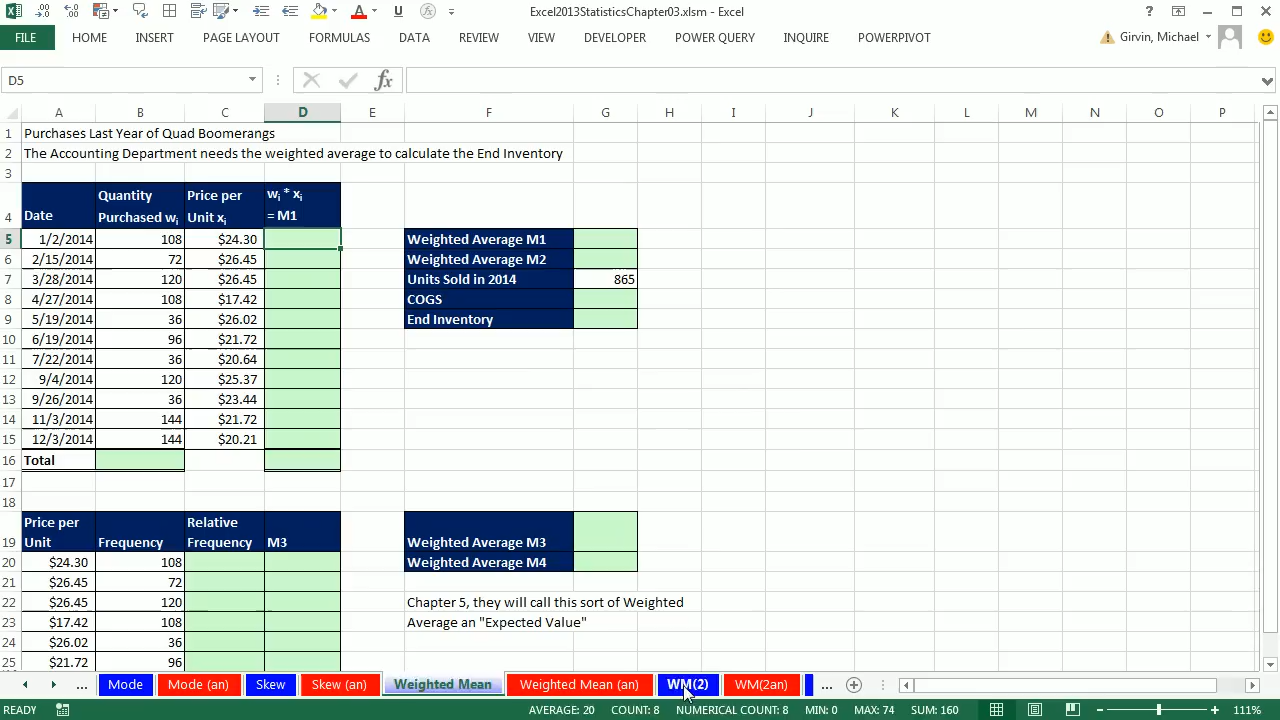 Excel2013StatisticsChapter03.xlsm - Excel
FILE HOME INSERT PAGE LAYOUT FORMULAS DATA REVIEW VIEW DEVELOPER POWER QUERY INQUIRE POWERPIVOT Girvin, Michael
D5 fx
A B C D E F G H I J K L M N O P
1 Purchases Last Year of Quad Boomerangs
2 The Accounting Department needs the weighted average to calculate the End Inventory
3
Quantity Price per wi * xi
4 Date Purchased wi Unit xi = M1
5 1/2/2014 108 $24.30 Weighted Average M1
6 2/15/2014 72 $26.45 Weighted Average M2
7 3/28/2014 120 $26.45 Units Sold in 2014 865
8 4/27/2014 108 $17.42 COGS
9 5/19/2014 36 $26.02 End Inventory
10 6/19/2014 96 $21.72
11 7/22/2014 36 $20.64
12 9/4/2014 120 $25.37
13 9/26/2014 36 $23.44
14 11/3/2014 144 $21.72
15 12/3/2014 144 $20.21
16 Total
17
18
Price per Relative
19 Unit Frequency Frequency M3 Weighted Average M3
20 $24.30 108 Weighted Average M4
21 $26.45 72
22 $26.45 120 Chapter 5, they will call this sort of Weighted
23 $17.42 108 Average an "Expected Value"
24 $26.02 36
25 $21.72 96
... Mode Mode (an) Skew Skew (an) Weighted Mean Weighted Mean (an) WM(2) WM(2an) ...
READY AVERAGE: 20 COUNT: 8 NUMERICAL COUNT: 8 MIN: 0 MAX: 74 SUM: 160 111%